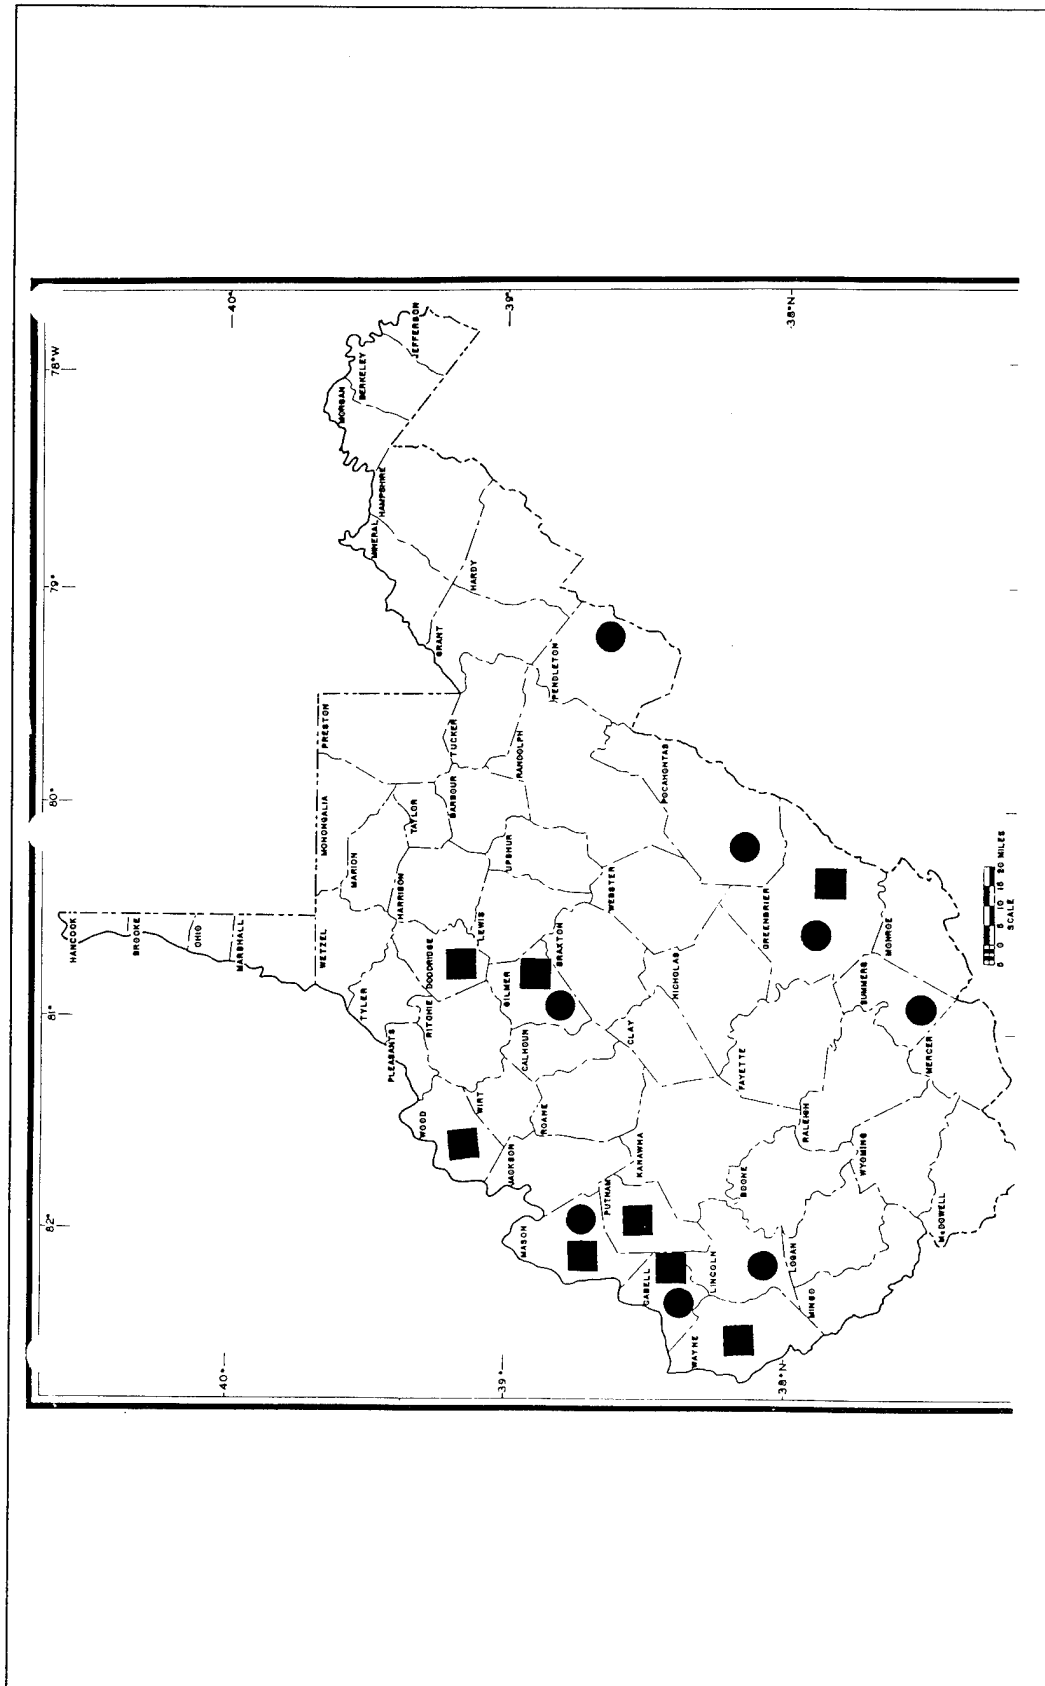 HANCOCK
BROOKE
OHIO
MARSHALL
WETZEL
MONONGALIA
PRESTON
MORGAN
BERKELEY
JEFFERSON
TYLER
MARION
MINERAL
HAMPSHIRE
PLEASANTS
DODDRIDGE
HARRISON
TAYLOR
WOOD
RITCHIE
BARBOUR
TUCKER
GRANT
HARDY
WIRT
LEWIS
GILMER
UPSHUR
RANDOLPH
CALHOUN
JACKSON
ROANE
BRAXTON
PENDLETON
MASON
WEBSTER
PUTNAM
KANAWHA
CLAY
NICHOLAS
POCAHONTAS
CABELL
LINCOLN
BOONE
FAYETTE
GREENBRIER
WAYNE
LOGAN
MINGO
RALEIGH
WYOMING
SUMMERS
MONROE
MERCER
McDOWELL
82°
81°
80°
79°
78°W
40°
39°
38°N
40°
39°
38°N
5 0 5 10 15 20 MILES
SCALE